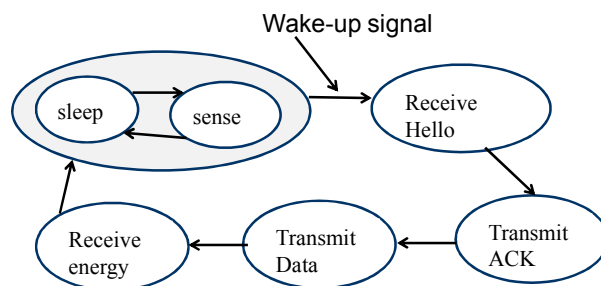 Wake-up signal
sleep
sense
Receive
Hello
Transmit
ACK
Transmit
Data
Receive
energy